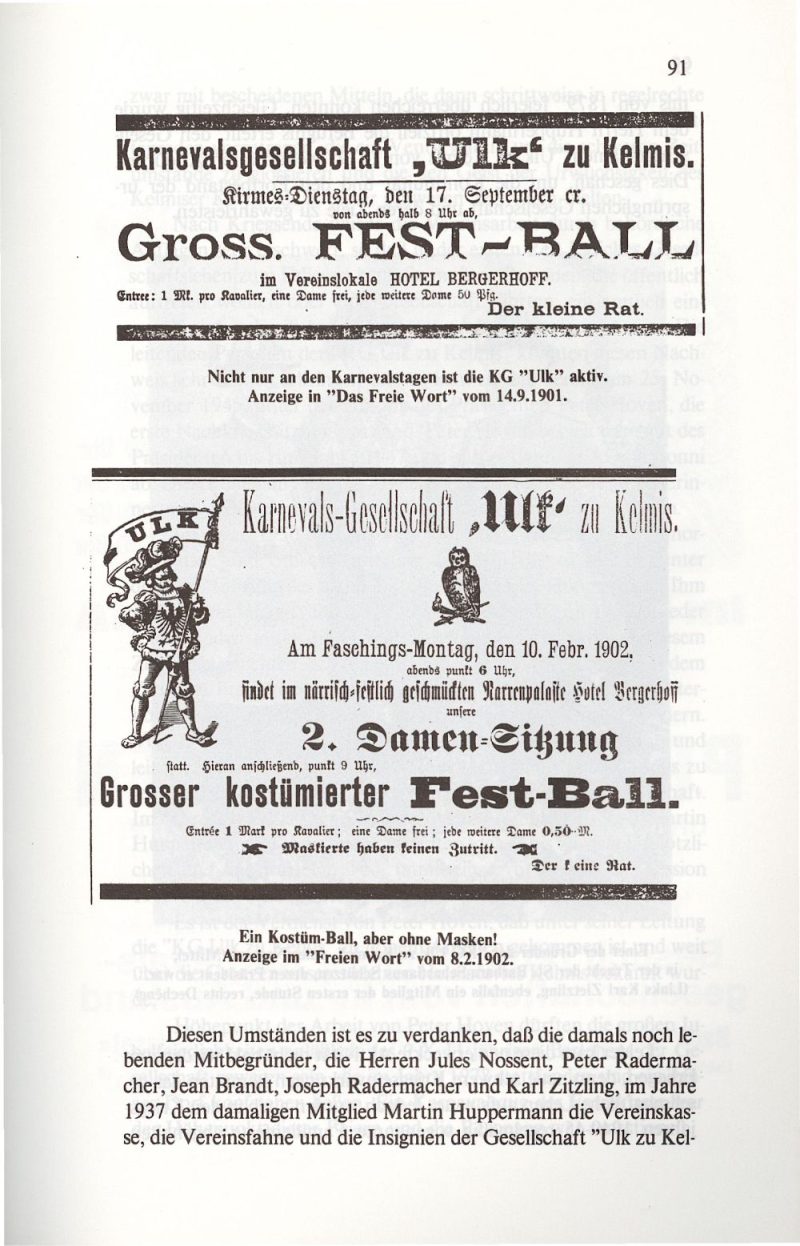 91
Karnevalsgesellschaft „Ulk“ zu Kelmis.
Kirmes-Dienstag, den 17. September cr.
von abends halb 8 Uhr ab,
Gross. FEST-BALL
im Vereinslokale HOTEL BERGERHOFF.
Entree: 1 Mk. pro Kavalier, eine Dame frei, jede weitere Dame 50 Pfg.
Der kleine Rat.
Nicht nur an den Karnevalstagen ist die KG "Ulk" aktiv.
Anzeige in "Das Freie Wort" vom 14.9.1901.
ULK
Karnevals-Gesellschaft „Ulk“ zu Kelmis.
Am Faschings-Montag, den 10. Febr. 1902,
abends punkt 6 Uhr,
findet im närrisch-festlich geschmückten Narrenpalaste Hotel Bergerhoff
unsere
2. Damen-Sitzung
statt. Hieran anschließend, punkt 9 Uhr,
Grosser kostümierter Fest-Ball.
Entrée 1 Mark pro Kavalier; eine Dame frei; jede weitere Dame 0,50 M.
Maskierte haben keinen Zutritt.
Der k eine Rat.
Ein Kostüm-Ball, aber ohne Masken!
Anzeige im "Freien Wort" vom 8.2.1902.
Diesen Umständen ist es zu verdanken, daß die damals noch le-
benden Mitbegründer, die Herren Jules Nossent, Peter Raderma-
cher, Jean Brandt, Joseph Radermacher und Karl Zitzling, im Jahre
1937 dem damaligen Mitglied Martin Huppermann die Vereinskas-
se, die Vereinsfahne und die Insignien der Gesellschaft "Ulk zu Kel-